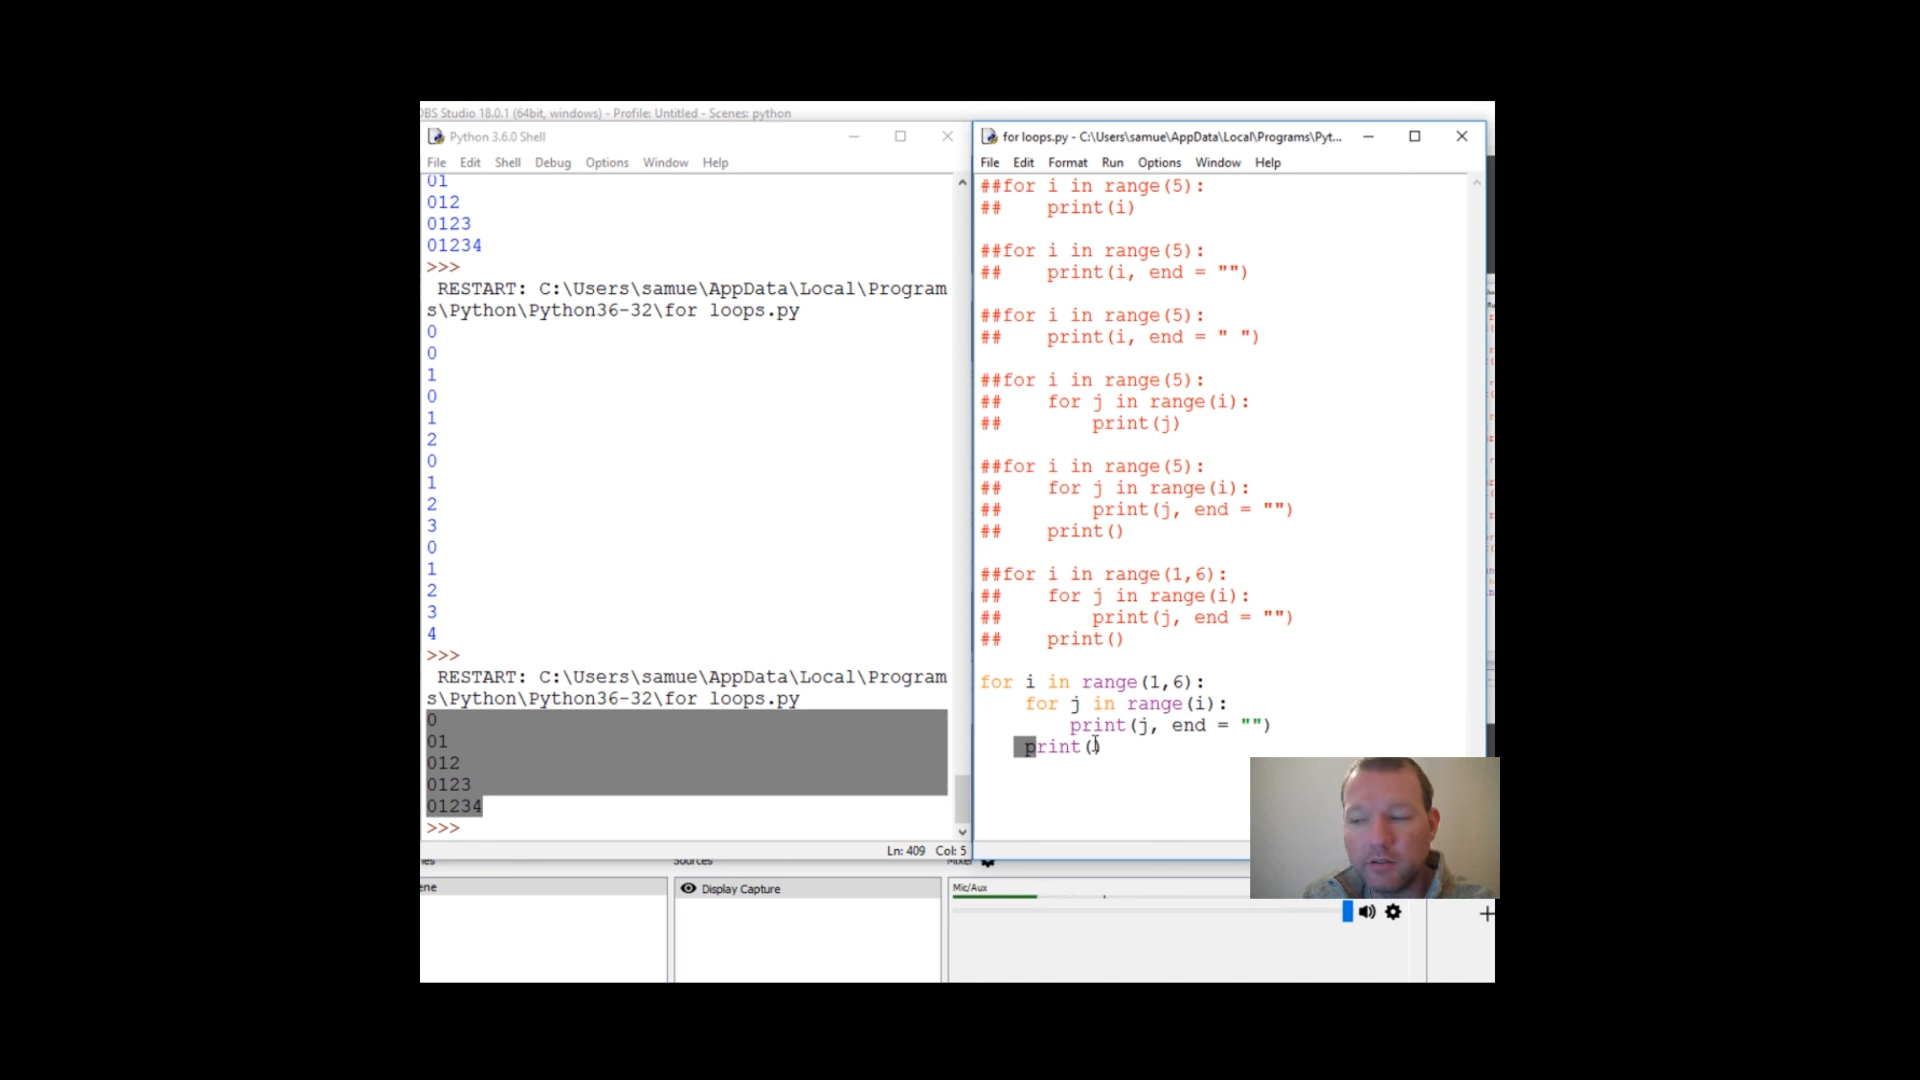 OBS Studio 18.0.1 (64bit, windows) - Profile: Untitled - Scenes: python
Python 3.6.0 Shell
File Edit Shell Debug Options Window Help
01
012
0123
01234
>>>
RESTART: C:\Users\samue\AppData\Local\Program
s\Python\Python36-32\for loops.py
0
0
1
0
1
2
0
1
2
3
0
1
2
3
4
>>>
RESTART: C:\Users\samue\AppData\Local\Program
s\Python\Python36-32\for loops.py
0
01
012
0123
01234
>>>
Ln: 409 Col: 5
for loops.py - C:\Users\samue\AppData\Local\Programs\Pyt...
File Edit Format Run Options Window Help
##for i in range(5):
##    print(i)
##for i in range(5):
##    print(i, end = "")
##for i in range(5):
##    print(i, end = " ")
##for i in range(5):
##    for j in range(i):
##        print(j)
##for i in range(5):
##    for j in range(i):
##        print(j, end = "")
##    print()
##for i in range(1,6):
##    for j in range(i):
##        print(j, end = "")
##    print()
for i in range(1,6):
    for j in range(i):
        print(j, end = "")
    print()
Sources
Mixer
ene
Display Capture
Mic/Aux